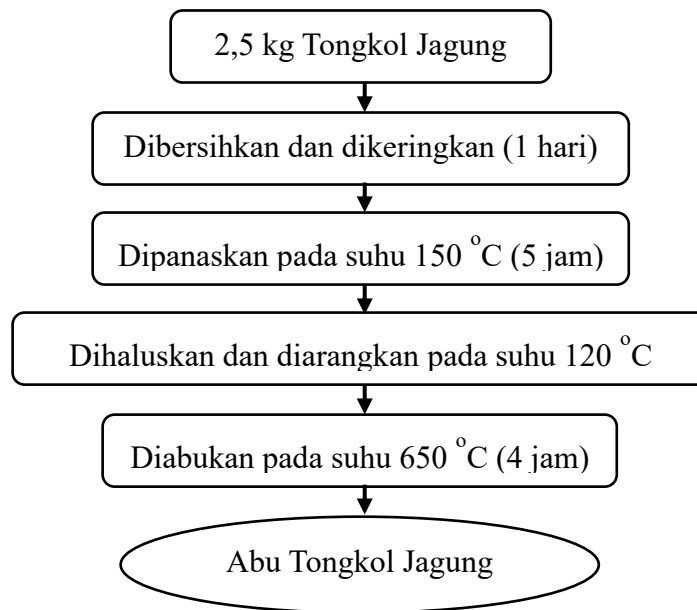 2,5 kg Tongkol Jagung
Dibersihkan dan dikeringkan (1 hari)
Dipanaskan pada suhu 150 °C (5 jam)
Dihaluskan dan diarangkan pada suhu 120 °C
Diabukan pada suhu 650 °C (4 jam)
Abu Tongkol Jagung